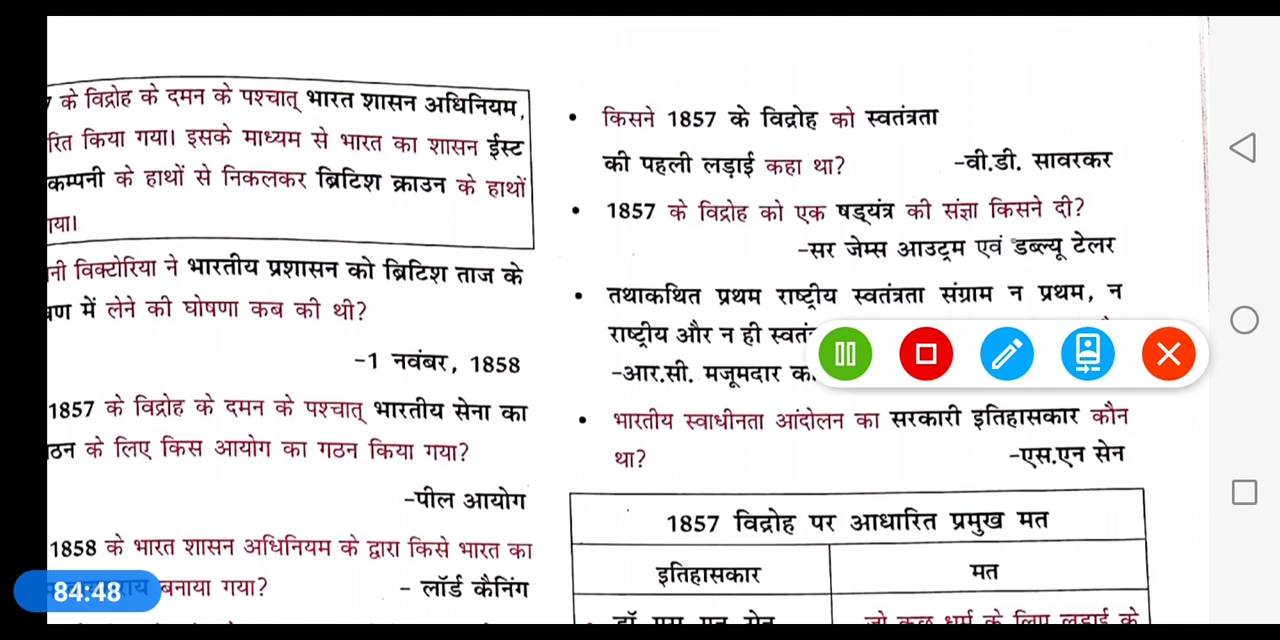 के विद्रोह के दमन के पश्चात् भारत शासन अधिनियम,
रित किया गया। इसके माध्यम से भारत का शासन ईस्ट
कम्पनी के हाथों से निकलकर ब्रिटिश क्राउन के हाथों
गया।
नी विक्टोरिया ने भारतीय प्रशासन को ब्रिटिश ताज के
में लेने की घोषणा कब की थी?
-1 नवंबर, 1858
1857 के विद्रोह के दमन के पश्चात् भारतीय सेना का
ठन के लिए किस आयोग का गठन किया गया?
-पील आयोग
1858 के भारत शासन अधिनियम के द्वारा किसे भारत का
बनाया गया?
- लॉर्ड कैनिंग
84:48
• किसने 1857 के विद्रोह को स्वतंत्रता
की पहली लड़ाई कहा था?
-वी.डी. सावरकर
• 1857 के विद्रोह को एक षड्यंत्र की संज्ञा किसने दी?
-सर जेम्स आउट्रम एवं डब्ल्यू टेलर
• तथाकथित प्रथम राष्ट्रीय स्वतंत्रता संग्राम न प्रथम, न
राष्ट्रीय और न ही
-आर.सी. मजूमदार
• भारतीय स्वाधीनता आंदोलन का सरकारी इतिहासकार कौन
था?
-एस.एन सेन
1857 विद्रोह पर आधारित प्रमुख मत
इतिहासकार
मत